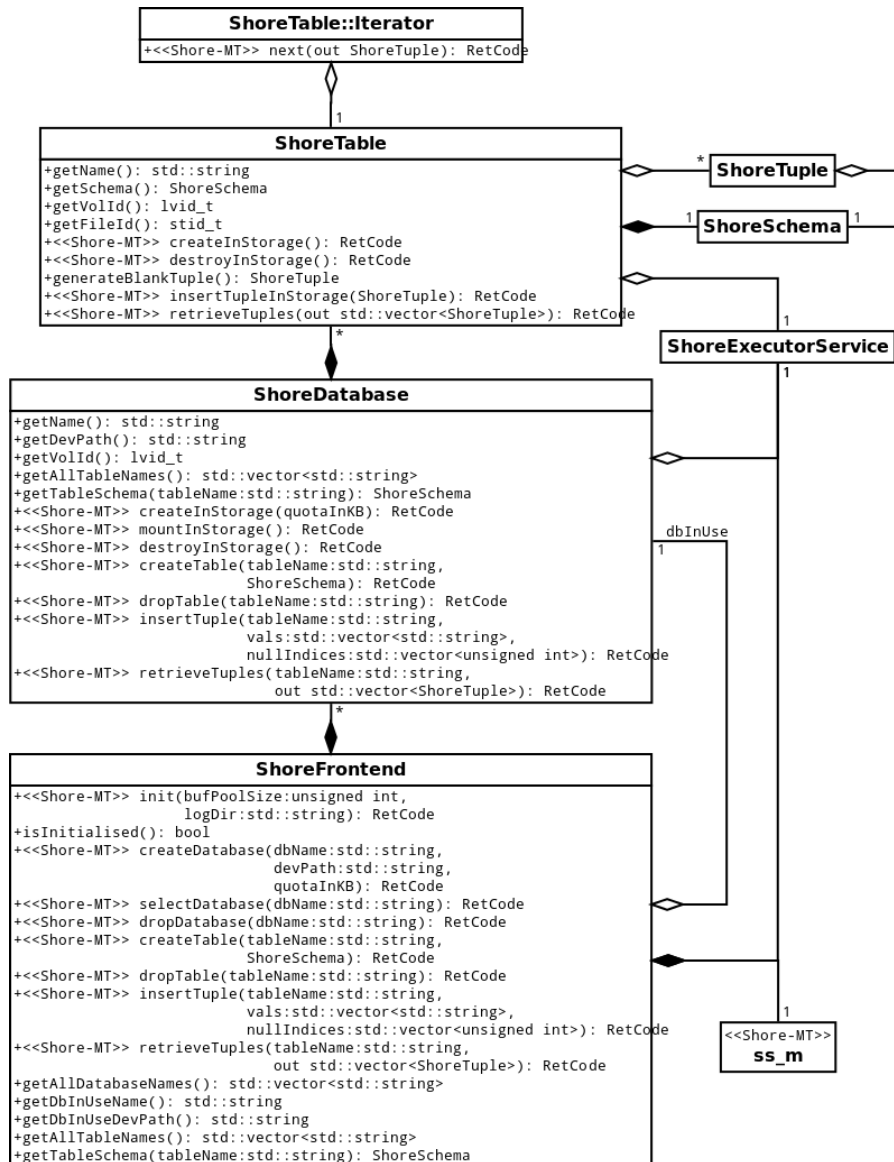 ShoreTable::Iterator
+<<Shore-MT>> next(out ShoreTuple): RetCode
1
ShoreTable
+getName(): std::string
+getSchema(): ShoreSchema
+getVolId(): lvid_t
+getFileId(): stid_t
+<<Shore-MT>> createInStorage(): RetCode
+<<Shore-MT>> destroyInStorage(): RetCode
+generateBlankTuple(): ShoreTuple
+<<Shore-MT>> insertTupleInStorage(ShoreTuple): RetCode
+<<Shore-MT>> retrieveTuples(out std::vector<ShoreTuple>): RetCode
*
ShoreTuple
1
ShoreSchema
1
1
ShoreExecutorService
1
*
ShoreDatabase
+getName(): std::string
+getDevPath(): std::string
+getVolId(): lvid_t
+getAllTableNames(): std::vector<std::string>
+getTableSchema(tableName:std::string): ShoreSchema
+<<Shore-MT>> createInStorage(quotaInKB): RetCode
+<<Shore-MT>> mountInStorage(): RetCode
+<<Shore-MT>> destroyInStorage(): RetCode
+<<Shore-MT>> createTable(tableName:std::string,
ShoreSchema): RetCode
+<<Shore-MT>> dropTable(tableName:std::string): RetCode
+<<Shore-MT>> insertTuple(tableName:std::string,
vals:std::vector<std::string>,
nullIndices:std::vector<unsigned int>): RetCode
+<<Shore-MT>> retrieveTuples(tableName:std::string,
out std::vector<ShoreTuple>): RetCode
dbInUse
1
*
ShoreFrontend
+<<Shore-MT>> init(bufPoolSize:unsigned int,
logDir:std::string): RetCode
+isInitialised(): bool
+<<Shore-MT>> createDatabase(dbName:std::string,
devPath:std::string,
quotaInKB): RetCode
+<<Shore-MT>> selectDatabase(dbName:std::string): RetCode
+<<Shore-MT>> dropDatabase(dbName:std::string): RetCode
+<<Shore-MT>> createTable(tableName:std::string,
ShoreSchema): RetCode
+<<Shore-MT>> dropTable(tableName:std::string): RetCode
+<<Shore-MT>> insertTuple(tableName:std::string,
vals:std::vector<std::string>,
nullIndices:std::vector<unsigned int>): RetCode
+<<Shore-MT>> retrieveTuples(tableName:std::string,
out std::vector<ShoreTuple>): RetCode
+getAllDatabaseNames(): std::vector<std::string>
+getDbInUseName(): std::string
+getDbInUseDevPath(): std::string
+getAllTableNames(): std::vector<std::string>
+getTableSchema(tableName:std::string): ShoreSchema
1
<<Shore-MT>>
ss_m